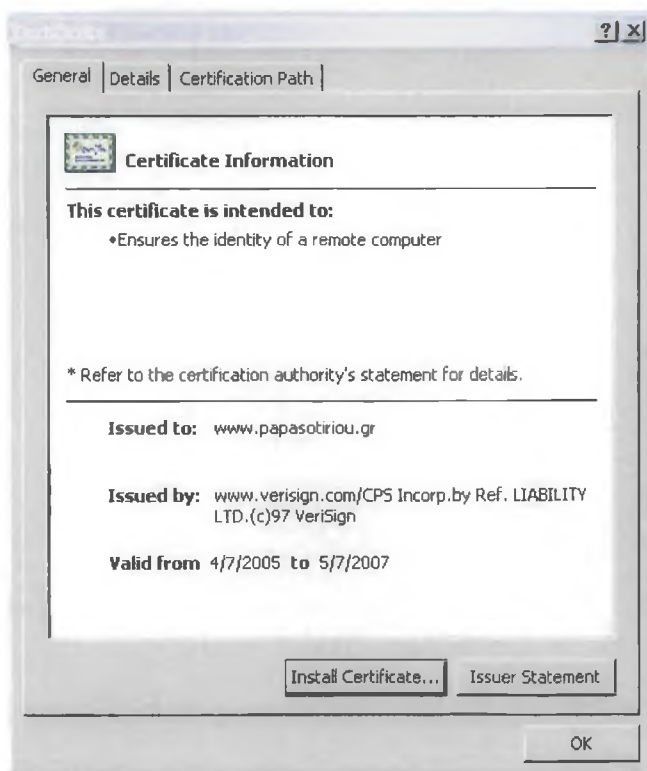 ? X
General Details Certification Path
Certificate Information
This certificate is intended to:
•Ensures the identity of a remote computer
* Refer to the certification authority's statement for details.
Issued to: www.papasotiriou.gr
Issued by: www.verisign.com/CPS Incorp.by Ref. LIABILITY
LTD.(c)97 VeriSign
Valid from 4/7/2005 to 5/7/2007
Install Certificate... Issuer Statement
OK